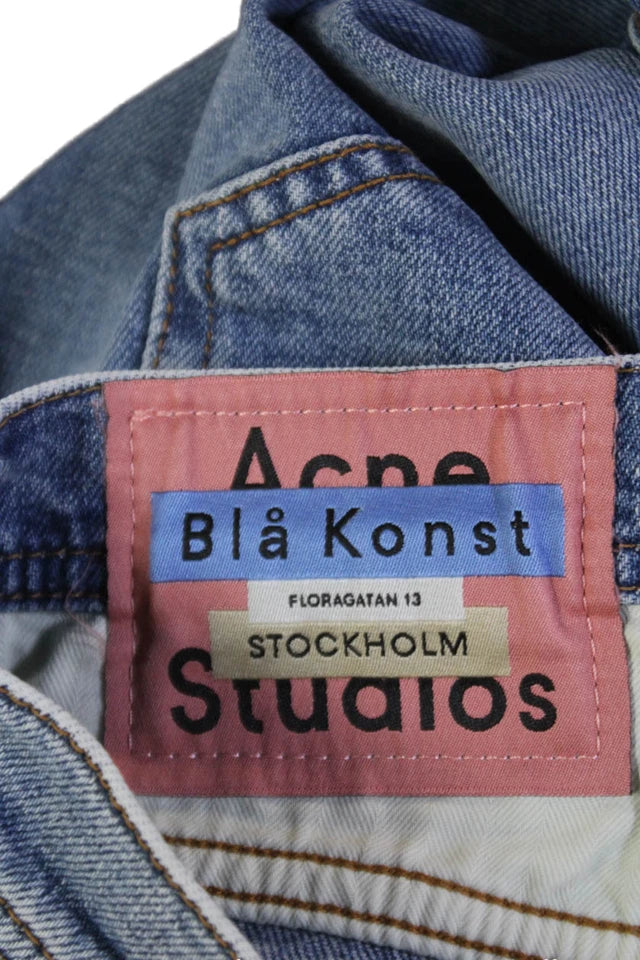 Acne
Blå Konst
FLORAGATAN 13
STOCKHOLM
Studios